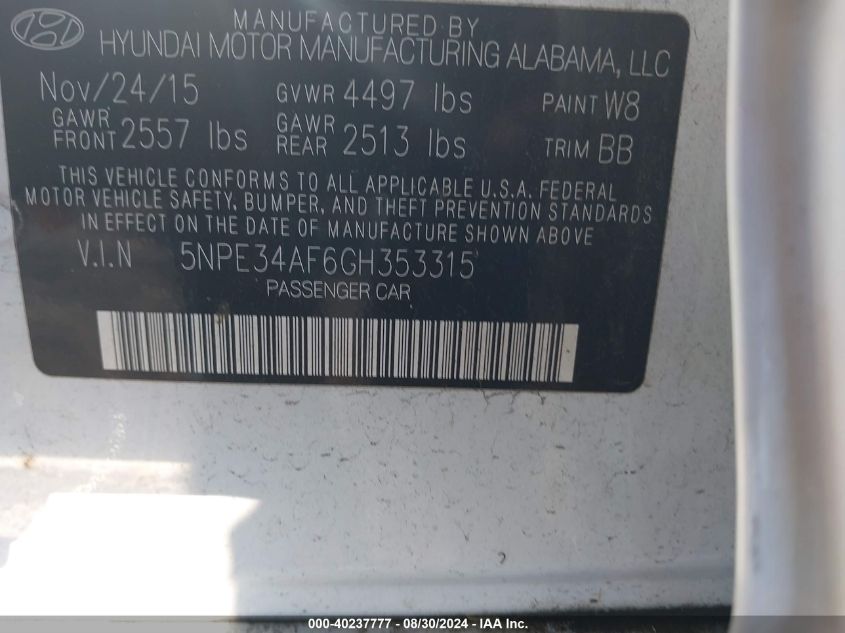 MANUFACTURED BY
HYUNDAI MOTOR MANUFACTURING ALABAMA, LLC
Nov/24/15 GVWR 4497 lbs PAINT W8
GAWR FRONT 2557 lbs GAWR REAR 2513 lbs TRIM BB
THIS VEHICLE CONFORMS TO ALL APPLICABLE U.S.A. FEDERAL
MOTOR VEHICLE SAFETY, BUMPER, AND THEFT PREVENTION STANDARDS
IN EFFECT ON THE DATE OF MANUFACTURE SHOWN ABOVE
V.I.N 5NPE34AF6GH353315
PASSENGER CAR
000-40237777 - 08/30/2024 - IAA Inc.